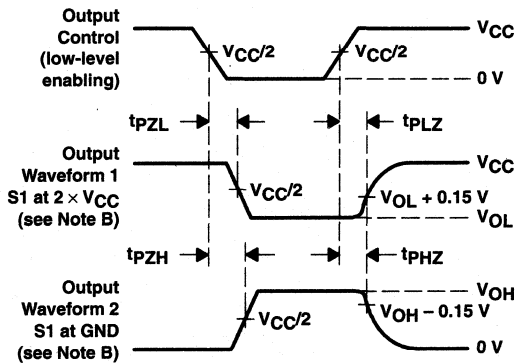 Output
Control
(low-level
enabling)
VCC/2
VCC/2
VCC
0 V
tPZL
tPLZ
Output
Waveform 1
S1 at 2 × VCC
(see Note B)
VCC/2
VCC
VOL + 0.15 V
VOL
tPZH
tPHZ
Output
Waveform 2
S1 at GND
(see Note B)
VCC/2
VOH
VOH – 0.15 V
0 V